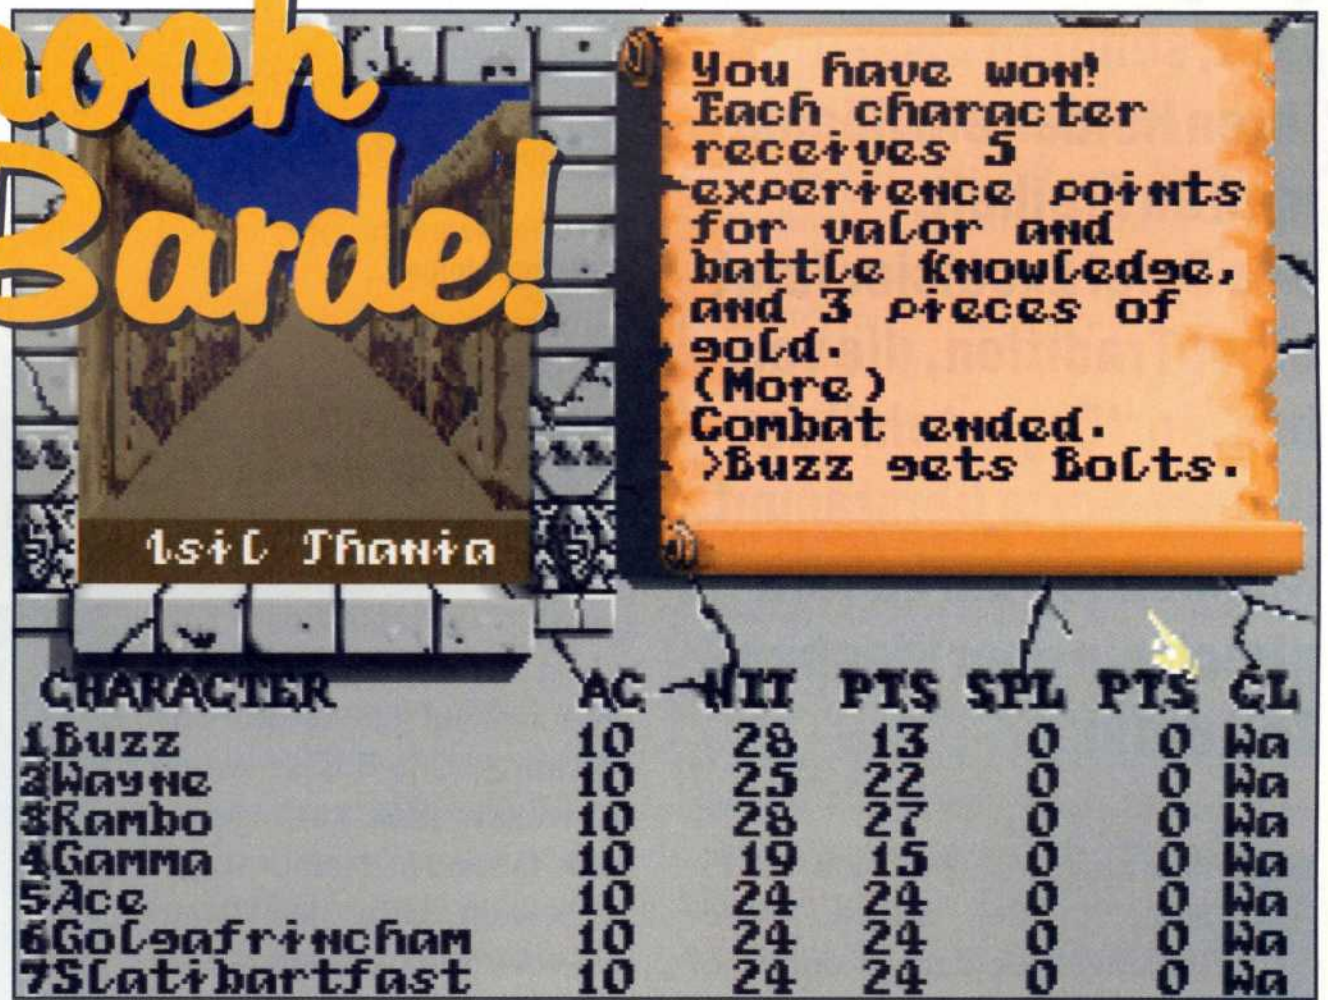 noch
Barde!
You have won!
Each character
receives 5
experience points
for valor and
battle knowledge,
and 3 pieces of
gold.
(More)
Combat ended.
>Buzz gets Bolts.
Isil Thania
CHARACTER AC HIT PTS SPL PTS CL
1Buzz 10 28 13 0 0 Wa
2Wayne 10 25 22 0 0 Wa
3Rambo 10 28 27 0 0 Wa
4Gamma 10 19 15 0 0 Wa
5Ace 10 24 24 0 0 Wa
6Golgafrincham 10 24 24 0 0 Wa
7Slatibartfast 10 24 24 0 0 Wa